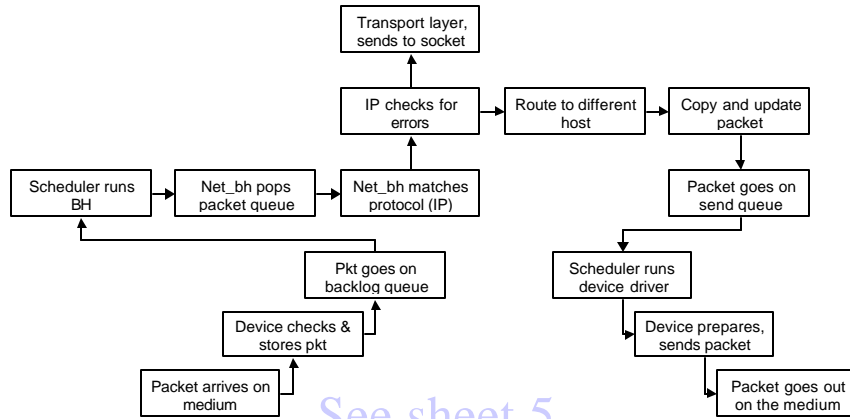 Transport layer,
sends to socket
IP checks for
errors
Route to different
host
Copy and update
packet
Scheduler runs
BH
Net_bh pops
packet queue
Net_bh matches
protocol (IP)
Packet goes on
send queue
Pkt goes on
backlog queue
Scheduler runs
device driver
Device checks &
stores pkt
Device prepares,
sends packet
Packet arrives on
medium
Packet goes out
on the medium
See sheet 5